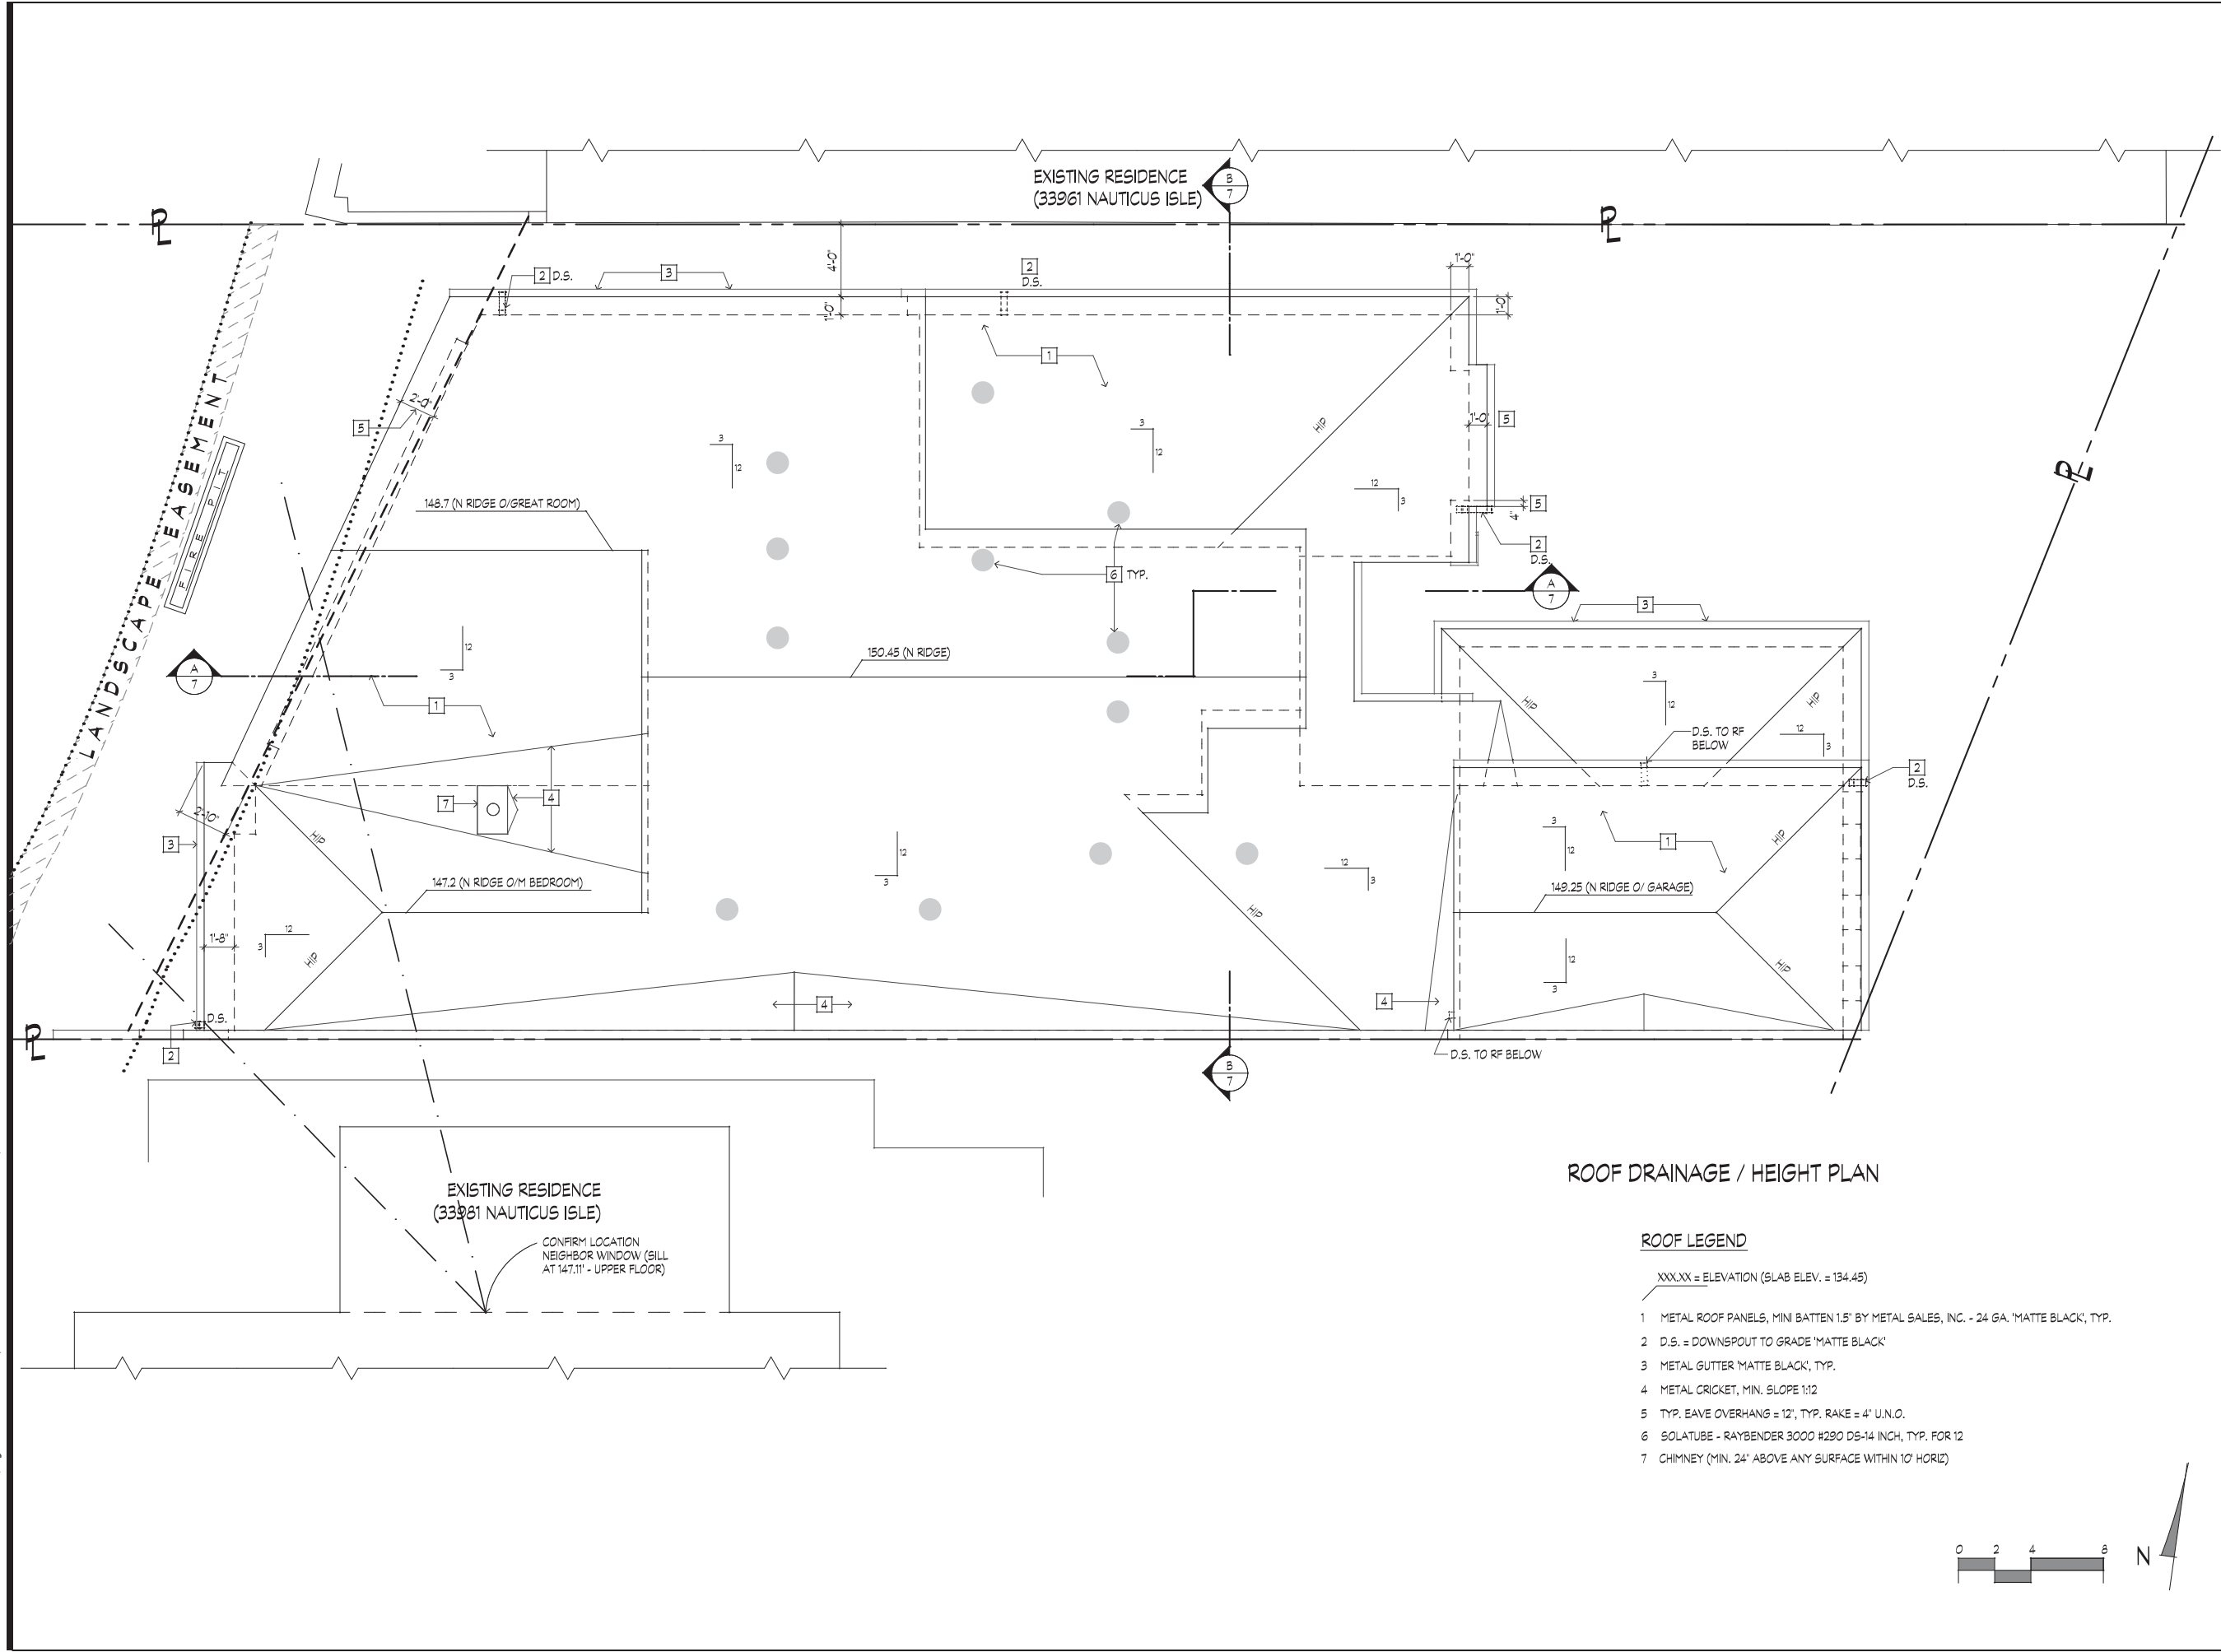 EXISTING RESIDENCE
(33961 NAUTICUS ISLE)
B
7
PL
PL
2 D.S.
3
4'-0"
1'-0"
2
D.S.
1'-0"
1'-0"
1
2'-0"
5
3
12
3
12
HIP
12
3
1'-0"
5
5
4"
2
D.S.
PL
LANDSCAPE EASEMENT
FIRE PIT
148.7 (N RIDGE O/GREAT ROOM)
6 TYP.
A
7
3
12
3
150.45 (N RIDGE)
A
7
1
HIP
3
12
HIP
12
3
D.S. TO RF
BELOW
2
D.S.
2'-10"
3
7
4
HIP
147.2 (N RIDGE O/M BEDROOM)
12
3
12
3
3
12
1
HIP
149.25 (N RIDGE O/ GARAGE)
HIP
1'-8"
12
3
HIP
12
3
HIP
4
4
D.S.
2
PL
D.S. TO RF BELOW
B
7
EXISTING RESIDENCE
(33981 NAUTICUS ISLE)
CONFIRM LOCATION
NEIGHBOR WINDOW (SILL
AT 147.11' - UPPER FLOOR)
ROOF DRAINAGE / HEIGHT PLAN
ROOF LEGEND
XXX.XX = ELEVATION (SLAB ELEV. = 134.45)
1 METAL ROOF PANELS, MINI BATTEN 1.5" BY METAL SALES, INC. - 24 GA. 'MATTE BLACK', TYP.
2 D.S. = DOWNSPOUT TO GRADE 'MATTE BLACK'
3 METAL GUTTER 'MATTE BLACK', TYP.
4 METAL CRICKET, MIN. SLOPE 1:12
5 TYP. EAVE OVERHANG = 12", TYP. RAKE = 4" U.N.O.
6 SOLATUBE - RAYBENDER 3000 #290 DS-14 INCH, TYP. FOR 12
7 CHIMNEY (MIN. 24" ABOVE ANY SURFACE WITHIN 10' HORIZ)
0 2 4 8
N